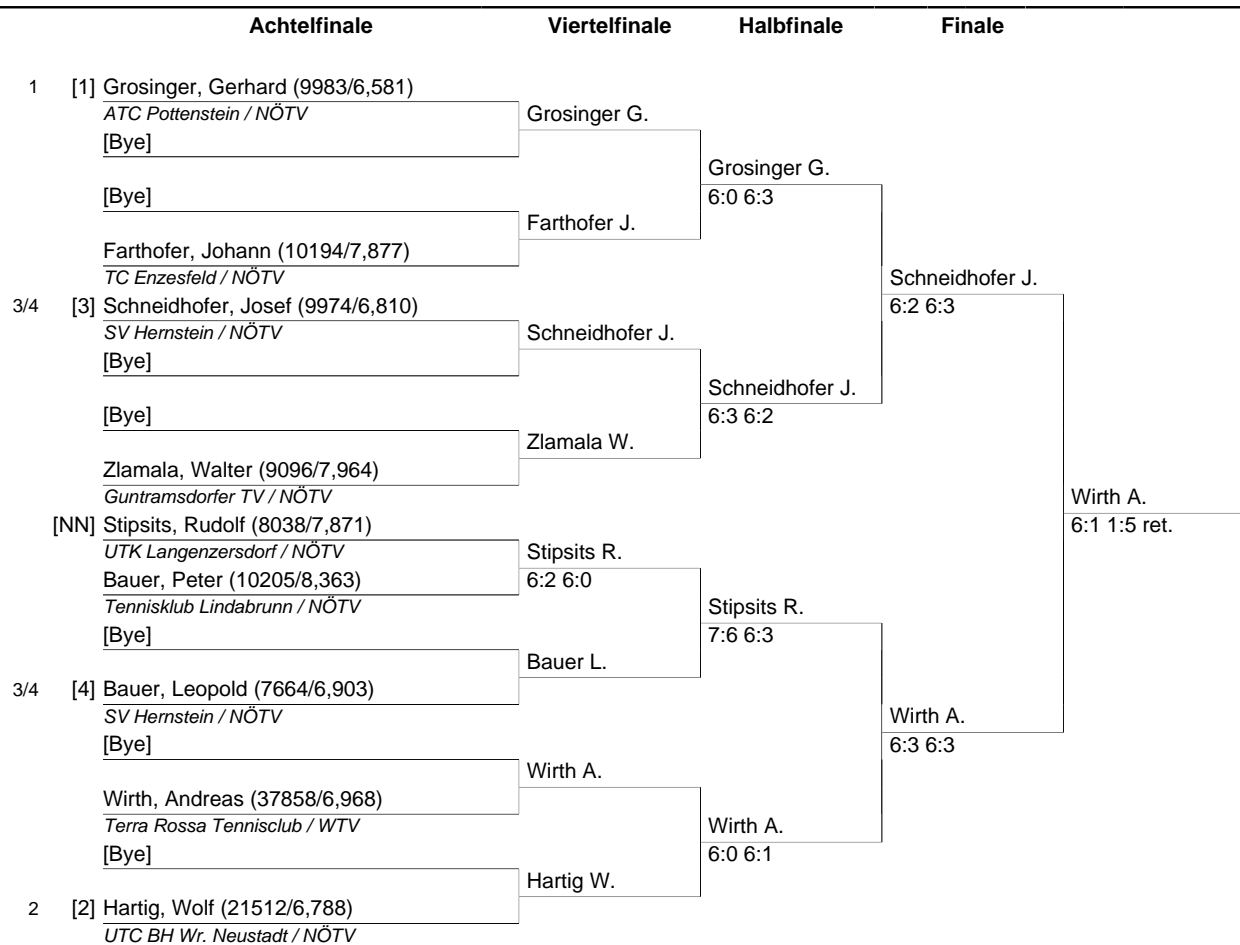 Achtelfinale Viertelfinale Halbfinale Finale
1 [1] Grosinger, Gerhard (9983/6,581)
ATC Pottenstein / NÖTV
Grosinger G.
[Bye]
Grosinger G.
[Bye]
6:0 6:3
Farthofer J.
Farthofer, Johann (10194/7,877)
TC Enzesfeld / NÖTV
Schneidhofer J.
3/4 [3] Schneidhofer, Josef (9974/6,810)
6:2 6:3
SV Hernstein / NÖTV
Schneidhofer J.
[Bye]
Schneidhofer J.
[Bye]
6:3 6:2
Zlamala W.
Zlamala, Walter (9096/7,964)
Guntramsdorfer TV / NÖTV
Wirth A.
[NN] Stipsits, Rudolf (8038/7,871)
6:1 1:5 ret.
UTK Langenzersdorf / NÖTV
Stipsits R.
Bauer, Peter (10205/8,363)
6:2 6:0
Tennisklub Lindabrunn / NÖTV
Stipsits R.
[Bye]
7:6 6:3
Bauer L.
3/4 [4] Bauer, Leopold (7664/6,903)
SV Hernstein / NÖTV
Wirth A.
[Bye]
6:3 6:3
Wirth A.
Wirth, Andreas (37858/6,968)
Terra Rossa Tennisclub / WTV
Wirth A.
[Bye]
6:0 6:1
Hartig W.
2 [2] Hartig, Wolf (21512/6,788)
UTC BH Wr. Neustadt / NÖTV